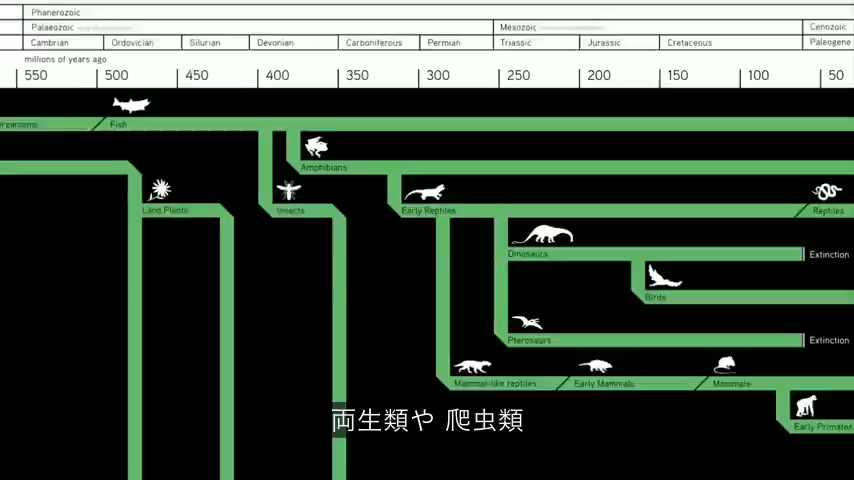 Phanerozoic
Palaeozoic
Mesozoic
Cenozoic
Cambrian
Ordovician
Silurian
Devonian
Carboniferous
Permian
Triassic
Jurassic
Cretaceous
Paleogene
millions of years ago
550
500
450
400
350
300
250
200
150
100
50
Fish
Amphibians
Land Plants
Insects
Early Reptiles
Reptiles
Dinosaurs
Extinction
Birds
Pterosaurs
Extinction
Mammal-like reptiles
Early Mammals
Mammals
両生類や 爬虫類
Early Primates